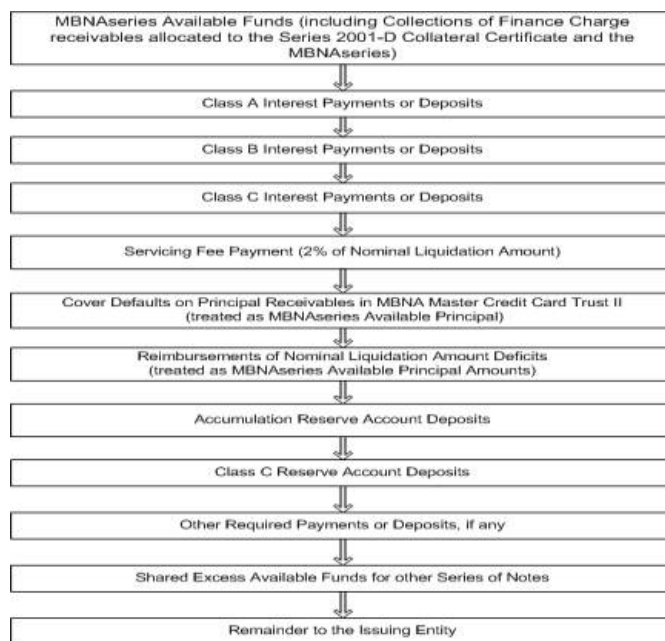 MBNAseries Available Funds (including Collections of Finance Charge
receivables allocated to the Series 2001-D Collateral Certificate and the
MBNAseries)
Class A Interest Payments or Deposits
Class B Interest Payments or Deposits
Class C Interest Payments or Deposits
Servicing Fee Payment (2% of Nominal Liquidation Amount)
Cover Defaults on Principal Receivables in MBNA Master Credit Card Trust II
(treated as MBNAseries Available Principal)
Reimbursements of Nominal Liquidation Amount Deficits
(treated as MBNAseries Available Principal Amounts)
Accumulation Reserve Account Deposits
Class C Reserve Account Deposits
Other Required Payments or Deposits, if any
Shared Excess Available Funds for other Series of Notes
Remainder to the Issuing Entity